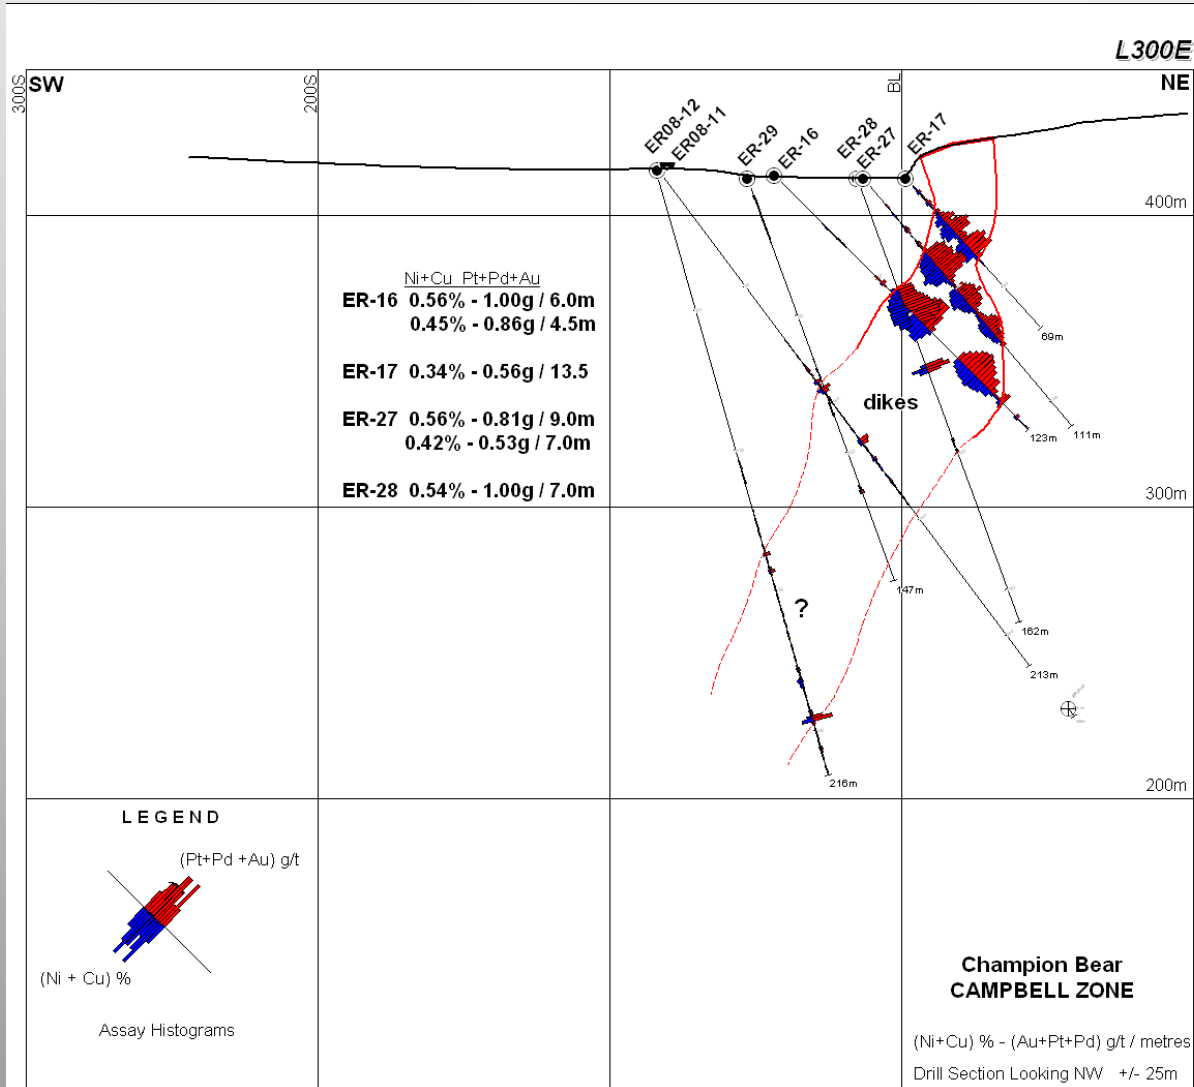 L300E
300S
SW
200S
BL
NE
ER08-12
ER08-11
ER-29
ER-16
ER-28
ER-27
ER-17
400m
Ni+Cu Pt+Pd+Au
ER-16 0.56% - 1.00g / 6.0m
0.45% - 0.86g / 4.5m
ER-17 0.34% - 0.56g / 13.5
ER-27 0.56% - 0.81g / 9.0m
0.42% - 0.53g / 7.0m
ER-28 0.54% - 1.00g / 7.0m
69m
dikes
123m
111m
300m
147m
?
162m
213m
216m
200m
LEGEND
(Pt+Pd +Au) g/t
(Ni + Cu) %
Assay Histograms
Champion Bear
CAMPBELL ZONE
(Ni+Cu) % - (Au+Pt+Pd) g/t / metres
Drill Section Looking NW +/- 25m